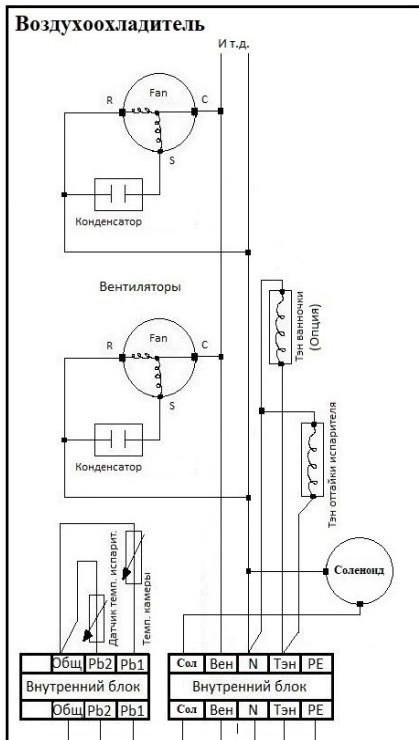 Воздухоохладитель
И т.д.
R
Fan
C
S
Конденсатор
Вентиляторы
R
Fan
C
S
Конденсатор
Тэн ванночки
(Опция)
Тэн оттайки испарителя
Датчик темп. испарит.
Темп. камеры
Соленоид
Общ Pb2 Pb1
Внутренний блок
Общ Pb2 Pb1
Сол Вен N Тэн PE
Внутренний блок
Сол Вен N Тэн PE